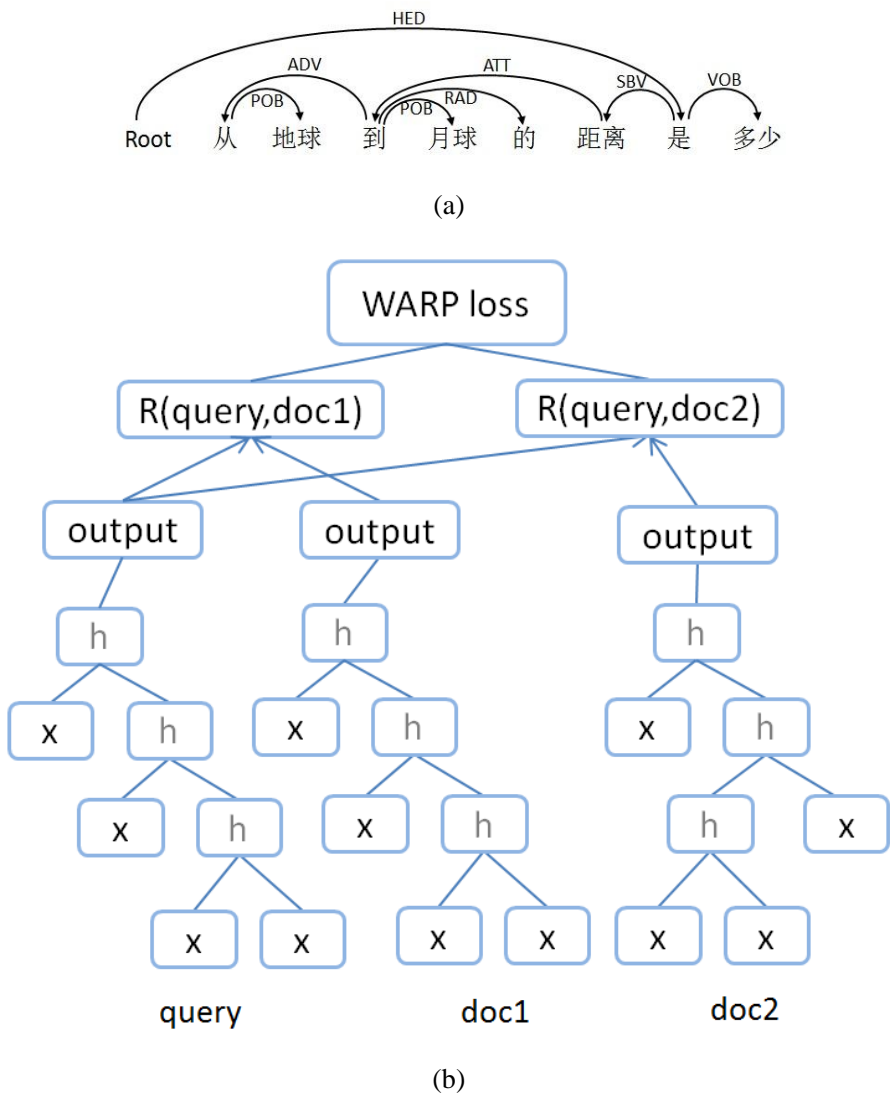 HED
ADV ATT SBV VOB
POB POB RAD
Root 从 地球 到 月球 的 距离 是 多少
(a)
WARP loss
R(query,doc1) R(query,doc2)
output output output
h h h
x h x h x h
x h x h h x
x x x x x x
query doc1 doc2
(b)